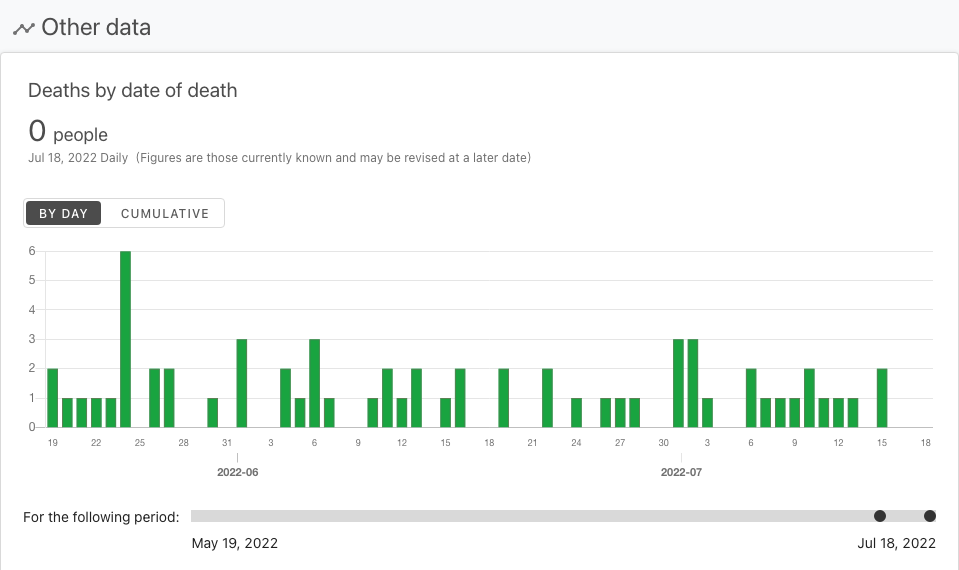 Other data
Deaths by date of death
0 people
Jul 18, 2022 Daily (Figures are those currently known and may be revised at a later date)
BY DAY CUMULATIVE
6
5
4
3
2
1
0
19 22 25 28 31 3 6 9 12 15 18 21 24 27 30 3 6 9 12 15 18
2022-06 2022-07
For the following period:
May 19, 2022 Jul 18, 2022